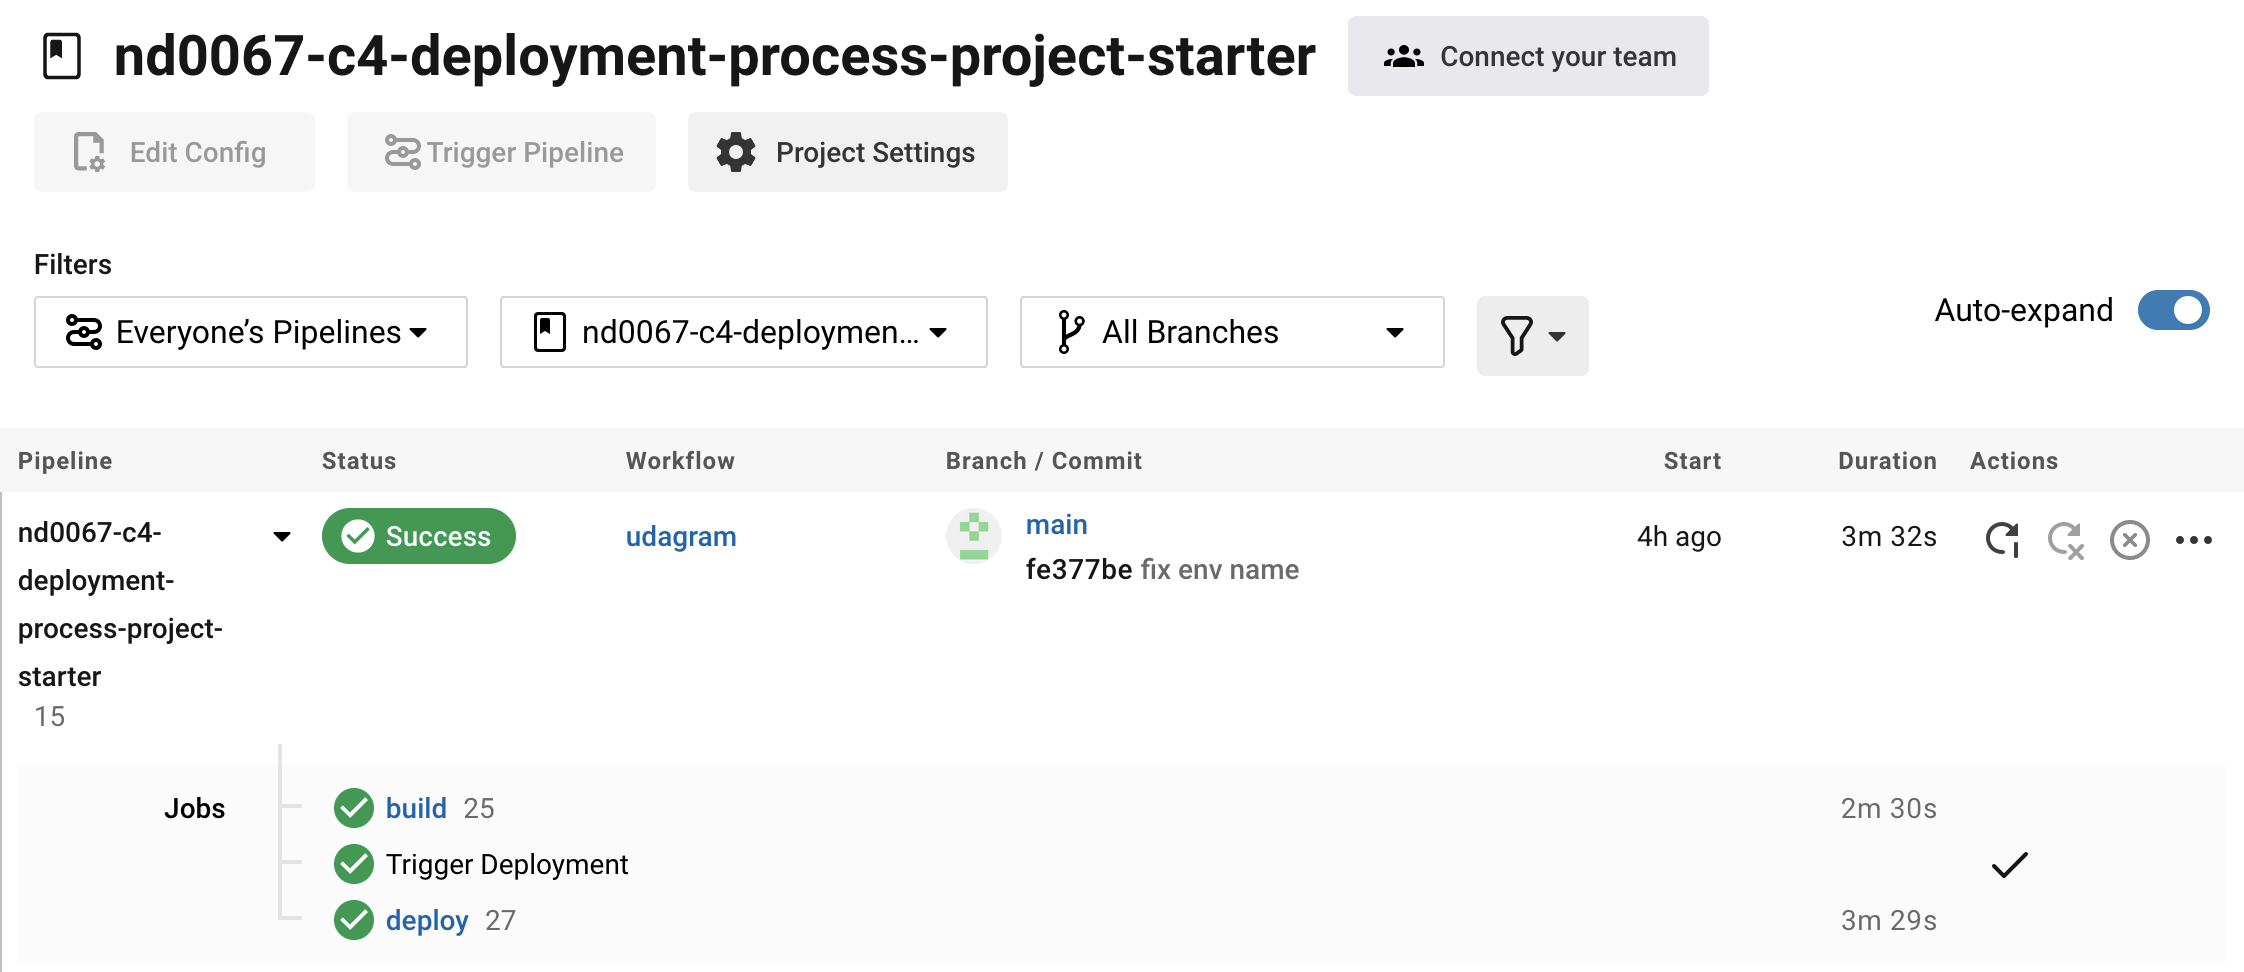 nd0067-c4-deployment-process-project-starter
Connect your team
Edit Config
Trigger Pipeline
Project Settings
Filters
Everyone’s Pipelines
nd0067-c4-deploymen...
All Branches
Auto-expand
Pipeline Status Workflow Branch / Commit Start Duration Actions
nd0067-c4-
deployment-
process-project-
starter
15
Success
udagram
main
fe377be fix env name
4h ago
3m 32s
Jobs
build 25 2m 30s
Trigger Deployment
deploy 27 3m 29s